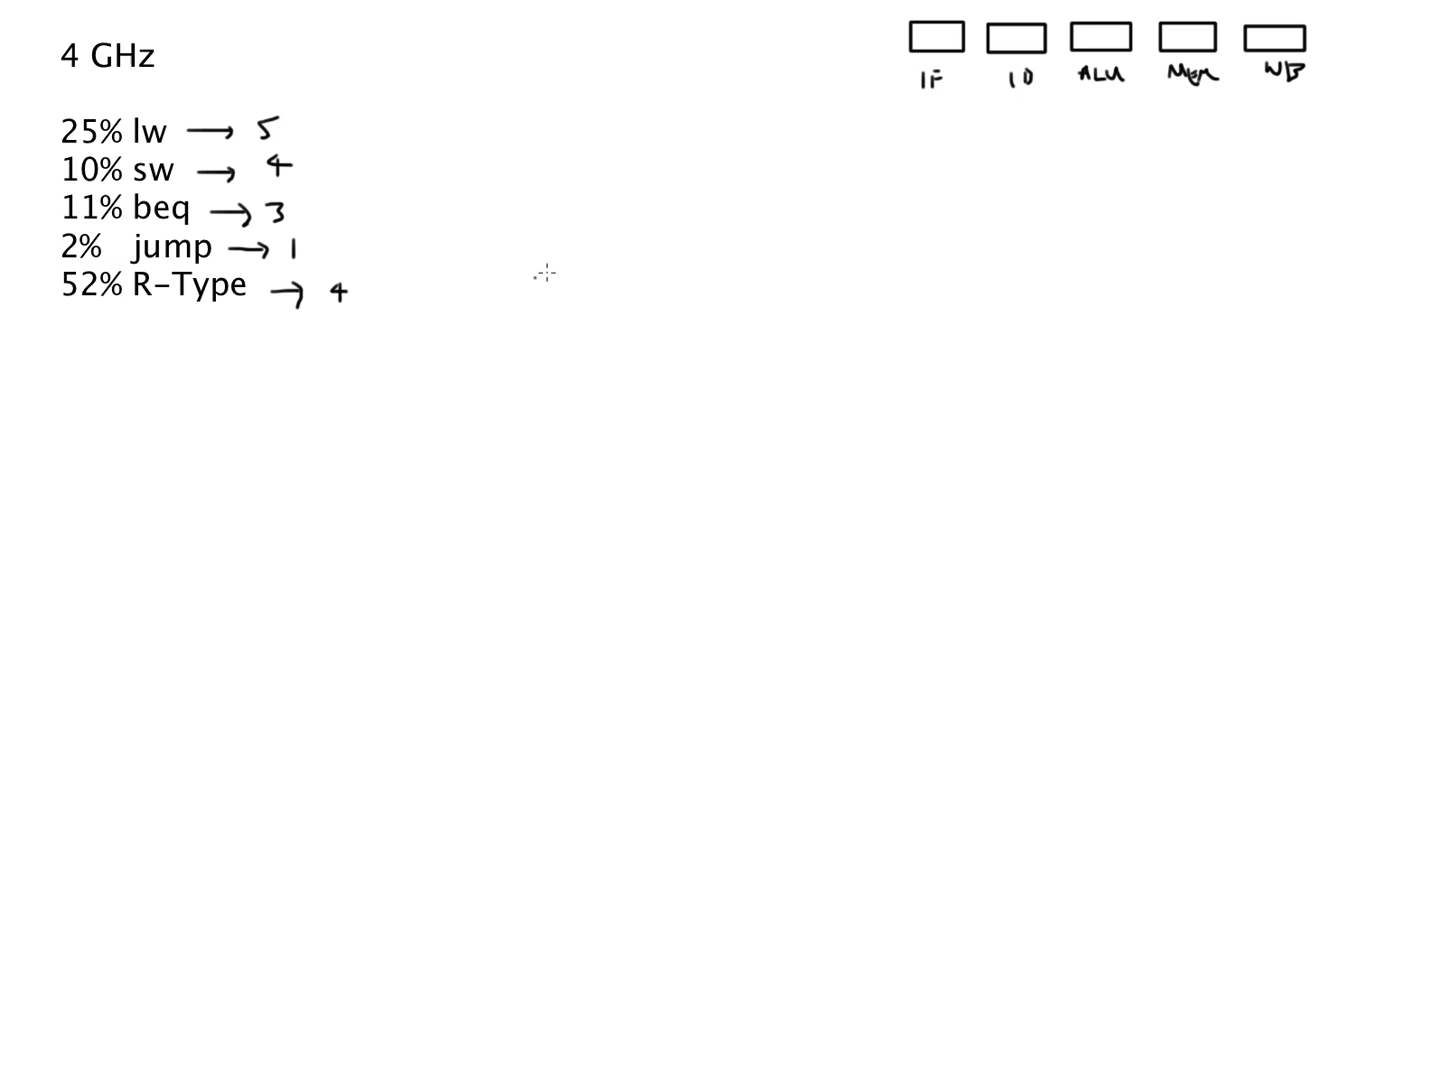 4 GHz
IF ID ALU MEM WB
25% lw → 5
10% sw → 4
11% beq → 3
2% jump → 1
52% R-Type → 4